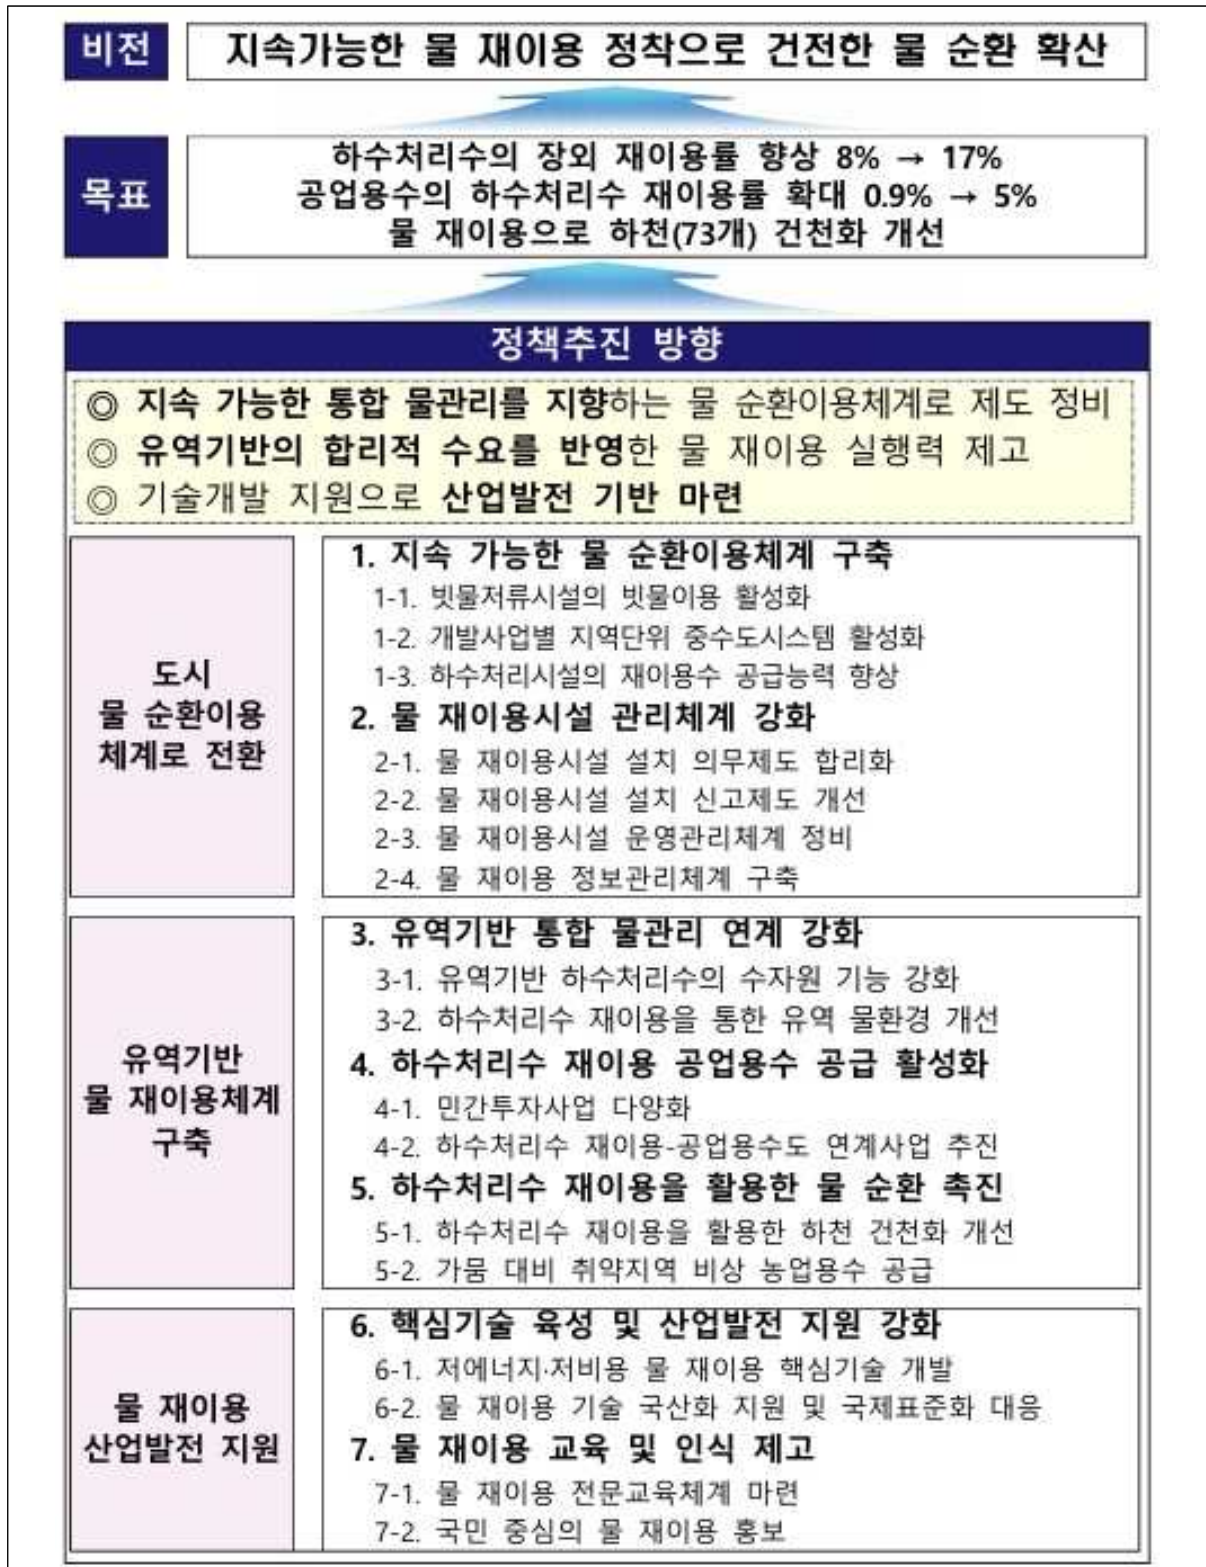 비전
지속가능한 물 재이용 정착으로 건전한 물 순환 확산
목표
하수처리수의 장외 재이용률 향상 8% → 17%
공업용수의 하수처리수 재이용률 확대 0.9% → 5%
물 재이용으로 하천(73개) 건천화 개선
정책추진 방향
◎ 지속 가능한 통합 물관리를 지향하는 물 순환이용체계로 제도 정비
◎ 유역기반의 합리적 수요를 반영한 물 재이용 실행력 제고
◎ 기술개발 지원으로 산업발전 기반 마련
도시
물 순환이용
체계로 전환
1. 지속 가능한 물 순환이용체계 구축
1-1. 빗물저류시설의 빗물이용 활성화
1-2. 개발사업별 지역단위 중수도시스템 활성화
1-3. 하수처리시설의 재이용수 공급능력 향상
2. 물 재이용시설 관리체계 강화
2-1. 물 재이용시설 설치 의무제도 합리화
2-2. 물 재이용시설 설치 신고제도 개선
2-3. 물 재이용시설 운영관리체계 정비
2-4. 물 재이용 정보관리체계 구축
유역기반
물 재이용체계
구축
3. 유역기반 통합 물관리 연계 강화
3-1. 유역기반 하수처리수의 수자원 기능 강화
3-2. 하수처리수 재이용을 통한 유역 물환경 개선
4. 하수처리수 재이용 공업용수 공급 활성화
4-1. 민간투자사업 다양화
4-2. 하수처리수 재이용-공업용수도 연계사업 추진
5. 하수처리수 재이용을 활용한 물 순환 촉진
5-1. 하수처리수 재이용을 활용한 하천 건천화 개선
5-2. 가뭄 대비 취약지역 비상 농업용수 공급
물 재이용
산업발전 지원
6. 핵심기술 육성 및 산업발전 지원 강화
6-1. 저에너지·저비용 물 재이용 핵심기술 개발
6-2. 물 재이용 기술 국산화 지원 및 국제표준화 대응
7. 물 재이용 교육 및 인식 제고
7-1. 물 재이용 전문교육체계 마련
7-2. 국민 중심의 물 재이용 홍보